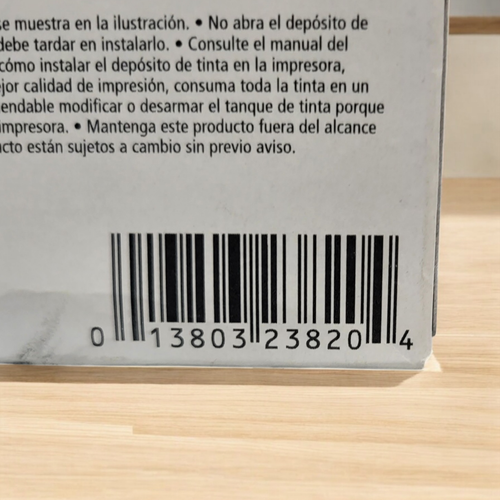 se muestra en la ilustración. • No abra el depósito de
debe tardar en instalarlo. • Consulte el manual del
cómo instalar el depósito de tinta en la impresora,
jor calidad de impresión, consuma toda la tinta en un
endable modificar o desarmar el tanque de tinta porque
impresora. • Mantenga este producto fuera del alcance
cto están sujetos a cambio sin previo aviso.
0 13803 23820 4